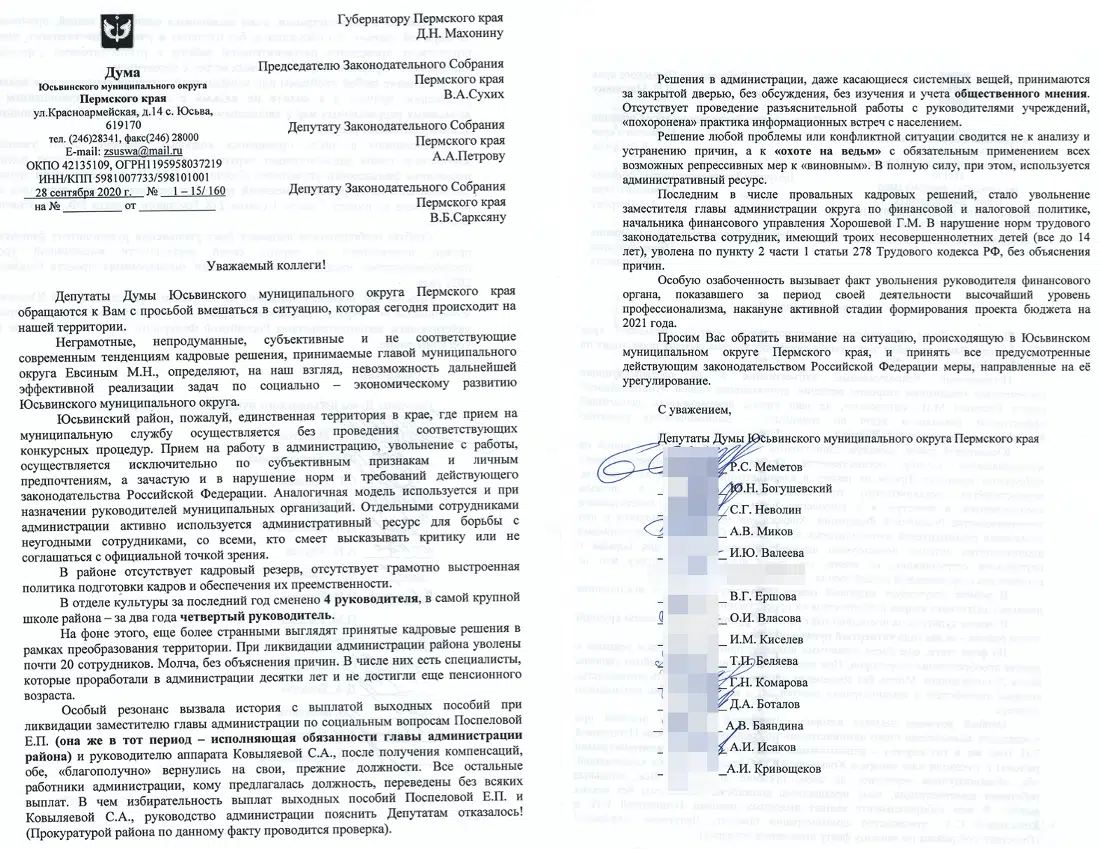 Дума
Юсьвинского муниципального округа
Пермского края
ул.Красноармейская, д.14 с. Юсьва,
619170
тел. (246)28341, факс(246) 28000
E-mail: zsuswa@mail.ru
ОКПО 42135109, ОГРН1195958037219
ИНН/КПП 5981007733/598101001
28 сентября 2020 г. № 1 – 15/ 160
на № __________ от _____________
Губернатору Пермского края
Д.Н. Махонину
Председателю Законодательного Собрания
Пермского края
В.А.Сухих
Депутату Законодательного Собрания
Пермского края
А.А.Петрову
Депутату Законодательного Собрания
Пермского края
В.Б.Сарксяну
Уважаемый коллеги!
Депутаты Думы Юсьвинского муниципального округа Пермского края
обращаются к Вам с просьбой вмешаться в ситуацию, которая сегодня происходит на
нашей территории.
Неграмотные, непродуманные, субъективные и не соответствующие
современным тенденциям кадровые решения, принимаемые главой муниципального
округа Евсиным М.Н., определяют, на наш взгляд, невозможность дальнейшей
эффективной реализации задач по социально – экономическому развитию
Юсьвинского муниципального округа.
Юсьвинский район, пожалуй, единственная территория в крае, где прием на
муниципальную службу осуществляется без проведения соответствующих
конкурсных процедур. Прием на работу в администрацию, увольнение с работы,
осуществляется исключительно по субъективным признакам и личным
предпочтениям, а зачастую и в нарушение норм и требований действующего
законодательства Российской Федерации. Аналогичная модель используется и при
назначении руководителей муниципальных организаций. Отдельными сотрудниками
администрации активно используется административный ресурс для борьбы с
неугодными сотрудниками, со всеми, кто смеет высказывать критику или не
соглашаться с официальной точкой зрения.
В районе отсутствует кадровый резерв, отсутствует грамотно выстроенная
политика подготовки кадров и обеспечения их преемственности.
В отделе культуры за последний год сменено 4 руководителя, в самой крупной
школе района – за два года четвертый руководитель.
На фоне этого, еще более странными выглядят принятые кадровые решения в
рамках преобразования территории. При ликвидации администрации района уволены
почти 20 сотрудников. Молча, без объяснения причин. В числе них есть специалисты,
которые проработали в администрации десятки лет и не достигли еще пенсионного
возраста.
Особый резонанс вызвала история с выплатой выходных пособий при
ликвидации заместителю главы администрации по социальным вопросам Поспеловой
Е.П. (она же в тот период – исполняющая обязанности главы администрации
района) и руководителю аппарата Ковыляевой С.А., после получения компенсаций,
обе, «благополучно» вернулись на свои, прежние должности. Все остальные
работники администрации, кому предлагалась должность, переведены без всяких
выплат. В чем избирательность выплат выходных пособий Поспеловой Е.П. и
Ковыляевой С.А., руководство администрации пояснить Депутатам отказалось!
(Прокуратурой района по данному факту проводится проверка).
Решения в администрации, даже касающиеся системных вещей, принимаются
за закрытой дверью, без обсуждения, без изучения и учета общественного мнения.
Отсутствует проведение разъяснительной работы с руководителями учреждений,
«похоронена» практика информационных встреч с населением.
Решение любой проблемы или конфликтной ситуации сводится не к анализу и
устранению причин, а к «охоте на ведьм» с обязательным применением всех
возможных репрессивных мер к «виновным». В полную силу, при этом, используется
административный ресурс.
Последним в числе провальных кадровых решений, стало увольнение
заместителя главы администрации округа по финансовой и налоговой политике,
начальника финансового управления Хорошевой Г.М. В нарушение норм трудового
законодательства сотрудник, имеющий троих несовершеннолетних детей (все до 14
лет), уволена по пункту 2 части 1 статьи 278 Трудового кодекса РФ, без объяснения
причин.
Особую озабоченность вызывает факт увольнения руководителя финансового
органа, показавшего за период своей деятельности высочайший уровень
профессионализма, накануне активной стадии формирования проекта бюджета на
2021 года.
Просим Вас обратить внимание на ситуацию, происходящую в Юсьвинском
муниципальном округе Пермского края, и принять все предусмотренные
действующим законодательством Российской Федерации меры, направленные на её
урегулирование.
С уважением,
Депутаты Думы Юсьвинского муниципального округа Пермского края
Р.С. Меметов
Ю.Н. Богушевский
С.Г. Неволин
А.В. Миков
И.Ю. Валеева
В.Г. Ершова
О.И. Власова
И.М. Киселев
Т.П. Беляева
Г.Н. Комарова
Д.А. Боталов
А.В. Баяндина
А.И. Исаков
А.И. Кривощеков